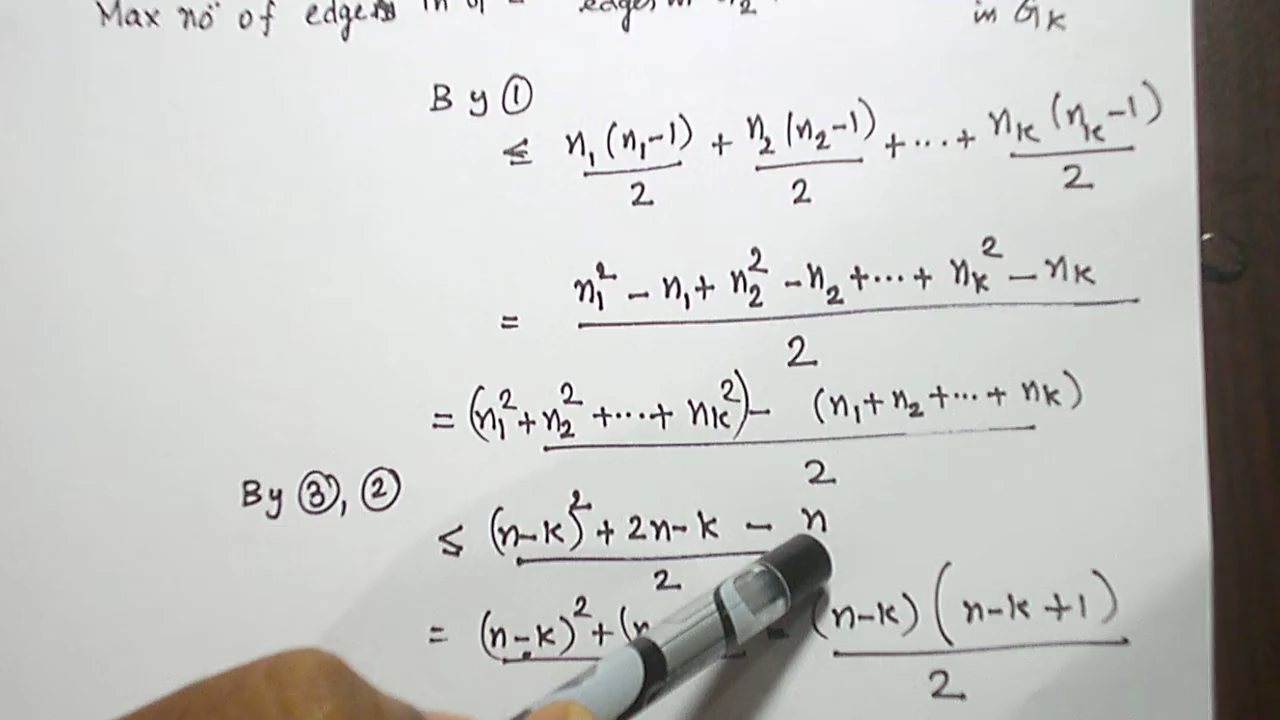 Max no of edges in edges in in Gk
By ①
≤ n₁(n₁-1)/2 + n₂(n₂-1)/2 + ... + nk(nk-1)/2
= (n₁² - n₁ + n₂² - n₂ + ... + nk² - nk)/2
= ((n₁² + n₂² + ... + nk²) - (n₁ + n₂ + ... + nk))/2
By ③, ②
≤ ((n-k)² + 2n-k - n)/2
= (n-k)² + (n = (n-k)(n-k+1)/2